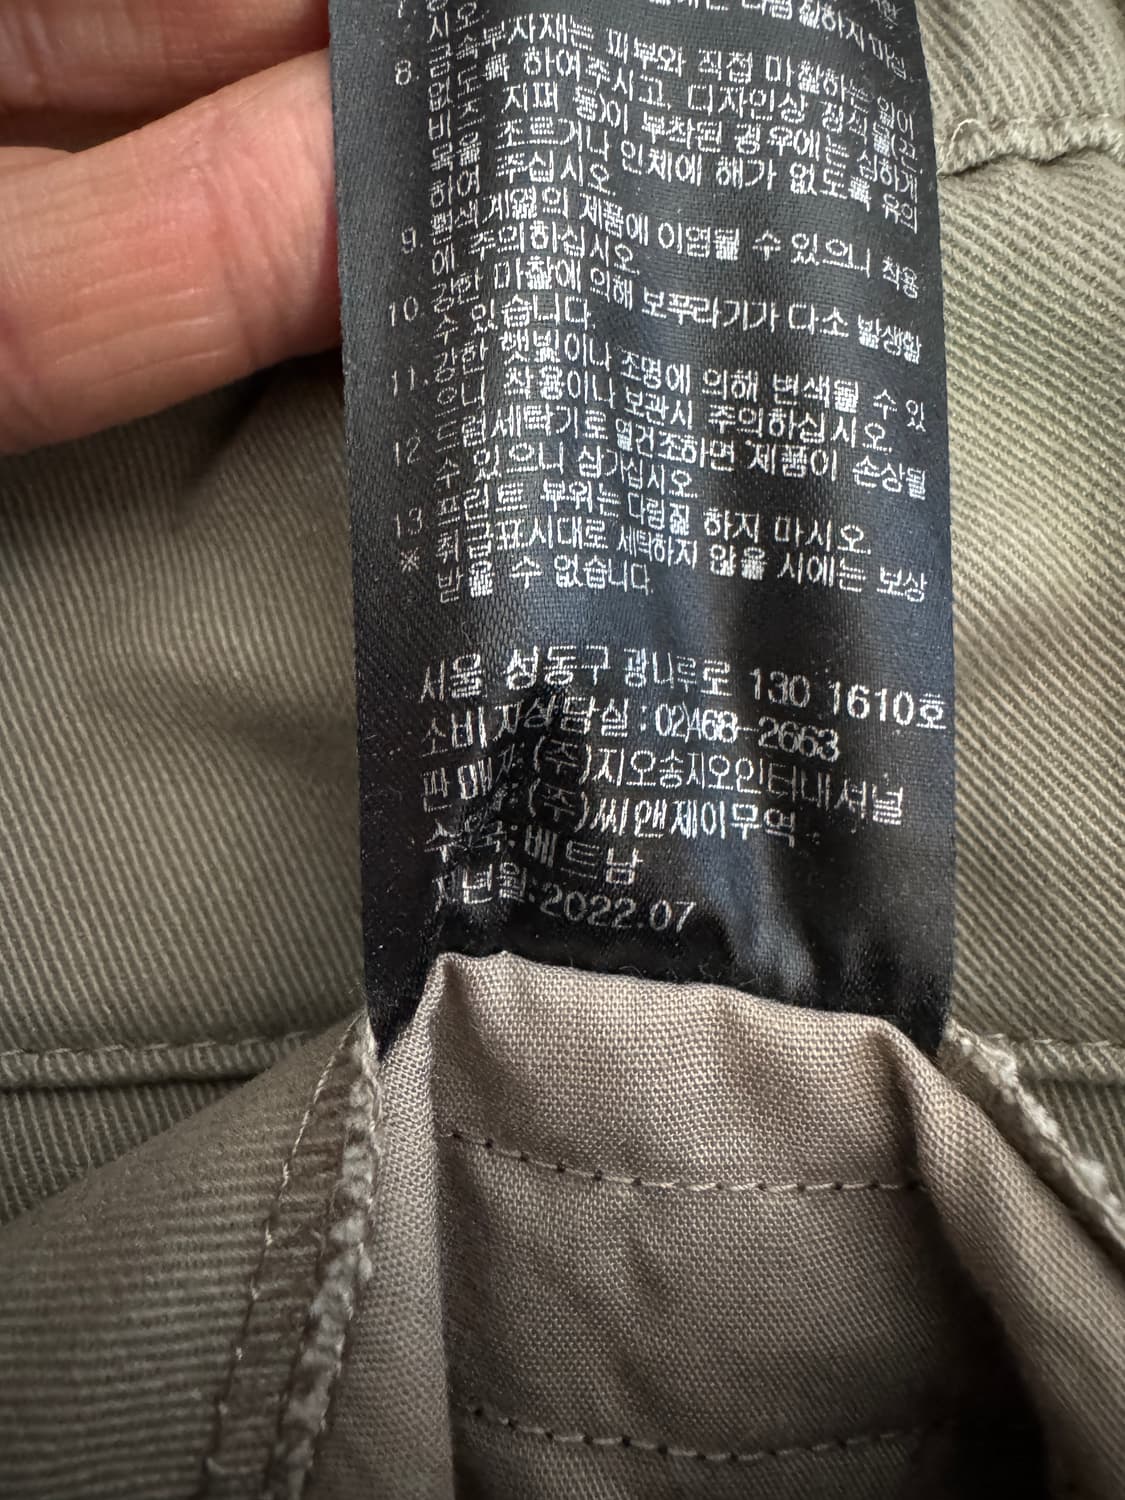 하지 마십
시오.
8. 금속부자재는 피부와 직접 마찰하는 일이
없도록 하여주시고, 디자인상 장식물(끈,
비즈, 지퍼 등)이 부착된 경우에는 심하게
목을 조르거나 인체에 해가 없도록 유의
하여 주십시오.
9. 흰색 계열의 제품에 이염될 수 있으니 착용
에 주의하십시오.
10. 강한 마찰에 의해 보푸라기가 다소 발생할
수 있습니다.
11. 강한 햇빛이나 조명에 의해 변색될 수 있
으니 착용이나 보관시 주의하십시오.
12. 드럼세탁기로 열건조하면 제품이 손상될
수 있으니 삼가십시오.
13. 프린트 부위는 다림질 하지 마시오.
※ 취급표시대로 세탁하지 않을 시에는 보상
받을 수 없습니다.
서울 성동구 광나루로 130 1610호
소비자상담실:02)468-2663
판매자:(주)지오송지오인터내셔널
(주)씨앤제이무역
베트남
2022.07